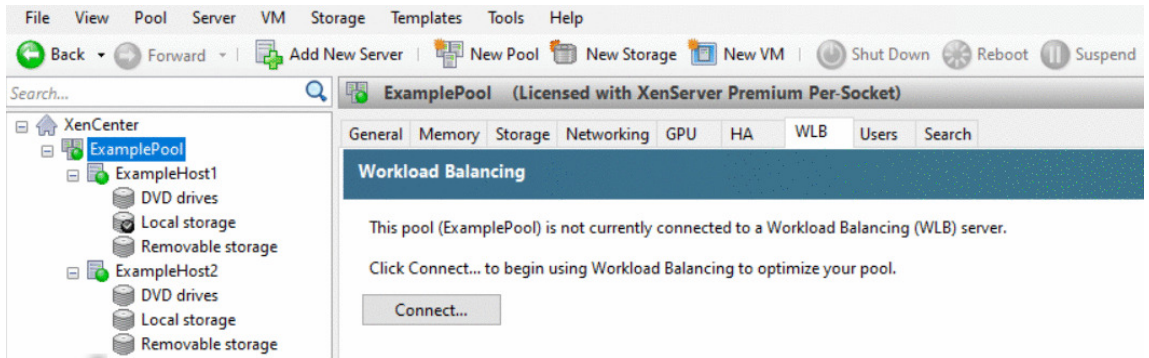 File View Pool Server VM Storage Templates Tools Help
Back Forward Add New Server New Pool New Storage New VM Shut Down Reboot Suspend
Search...
ExamplePool (Licensed with XenServer Premium Per-Socket)
XenCenter
ExamplePool
ExampleHost1
DVD drives
Local storage
Removable storage
ExampleHost2
DVD drives
Local storage
Removable storage
General Memory Storage Networking GPU HA WLB Users Search
Workload Balancing
This pool (ExamplePool) is not currently connected to a Workload Balancing (WLB) server.
Click Connect... to begin using Workload Balancing to optimize your pool.
Connect...